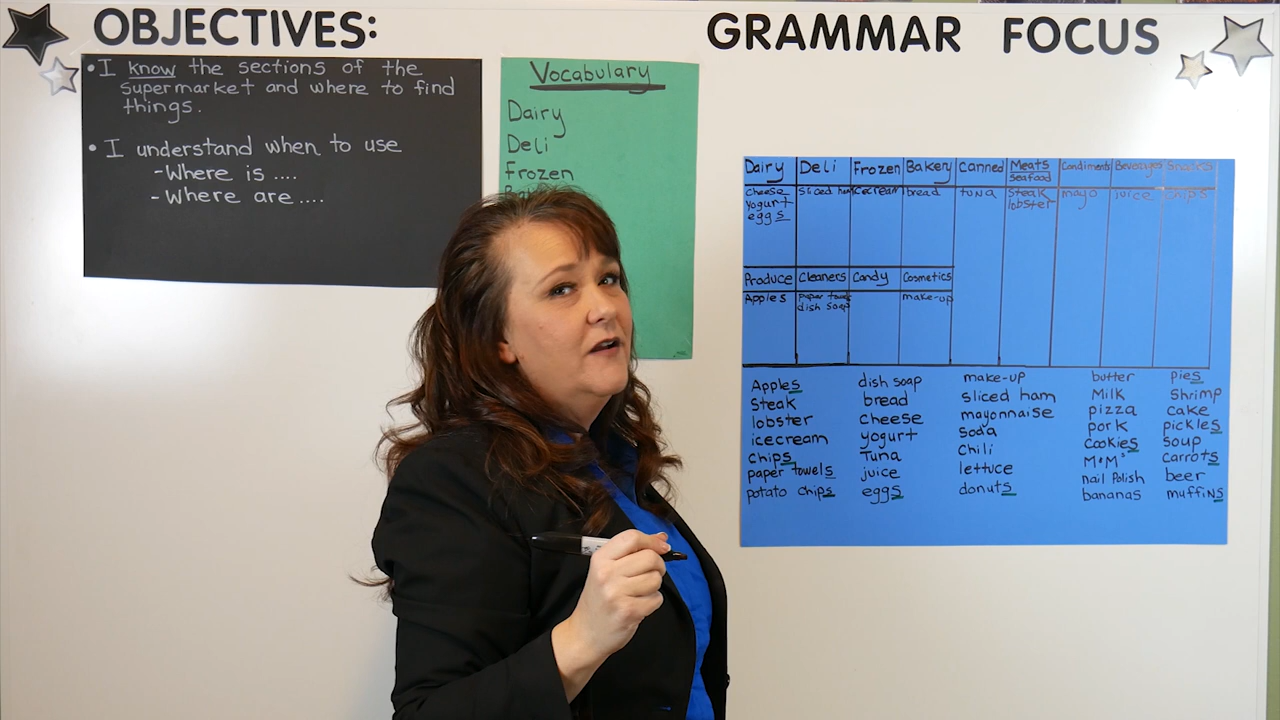 OBJECTIVES:
• I know the sections of the
supermarket and where to find
things.
• I understand when to use
-Where is ....
-Where are ....
Vocabulary
Dairy
Deli
Frozen
GRAMMAR FOCUS
Dairy Deli Frozen Bakery Canned Meats Condiments Beverages Snacks
seafood
cheese sliced ham icecream bread tuna steak mayo juice chips
yogurt lobster
eggs
Produce Cleaners Candy Cosmetics
Apples paper towels make-up
dish soap
Apples dish soap make-up butter pies
Steak bread sliced ham Milk Shrimp
lobster cheese mayonnaise pizza cake
icecream yogurt soda pork pickles
chips Tuna chili cookies soup
paper towels juice lettuce M+M's carrots
potato chips eggs donuts nail Polish beer
bananas muffins